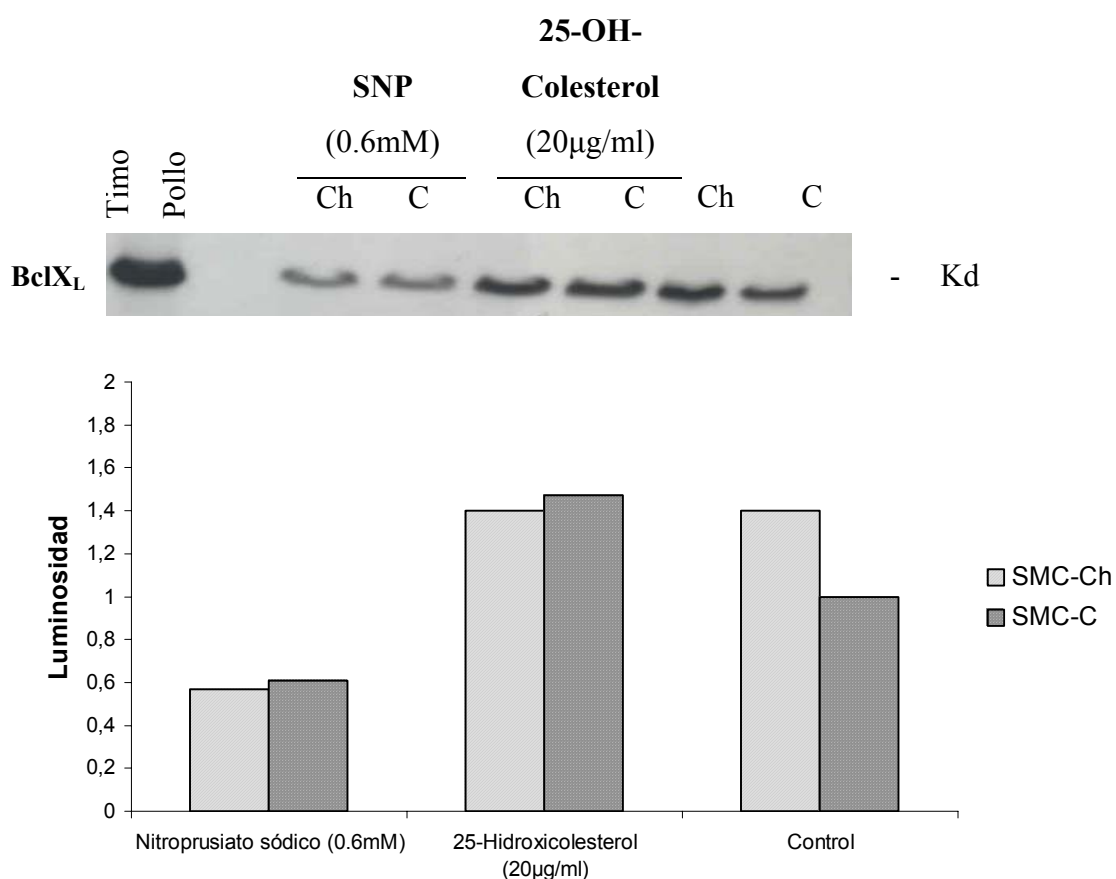 25-OH-
SNP Colesterol
(0.6mM) (20µg/ml)
Timo
Pollo
Ch C Ch C Ch C
BclXL - Kd
2
1,8
1,6
1,4
1,2
1
0,8
0,6
0,4
0,2
0
Luminosidad
Nitroprusiato sódico (0.6mM) 25-Hidroxicolesterol Control
(20µg/ml)
SMC-Ch
SMC-C